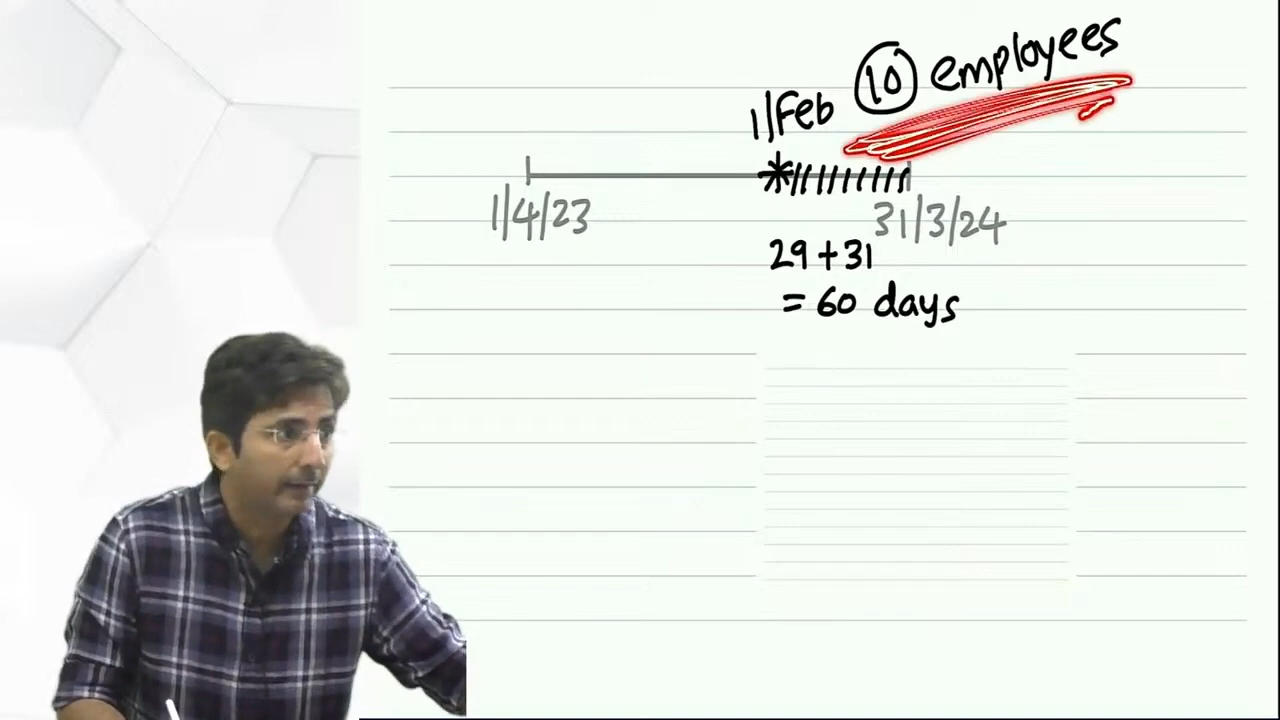 10 employees
1/Feb
1/4/23
31/3/24
29+31
= 60 days